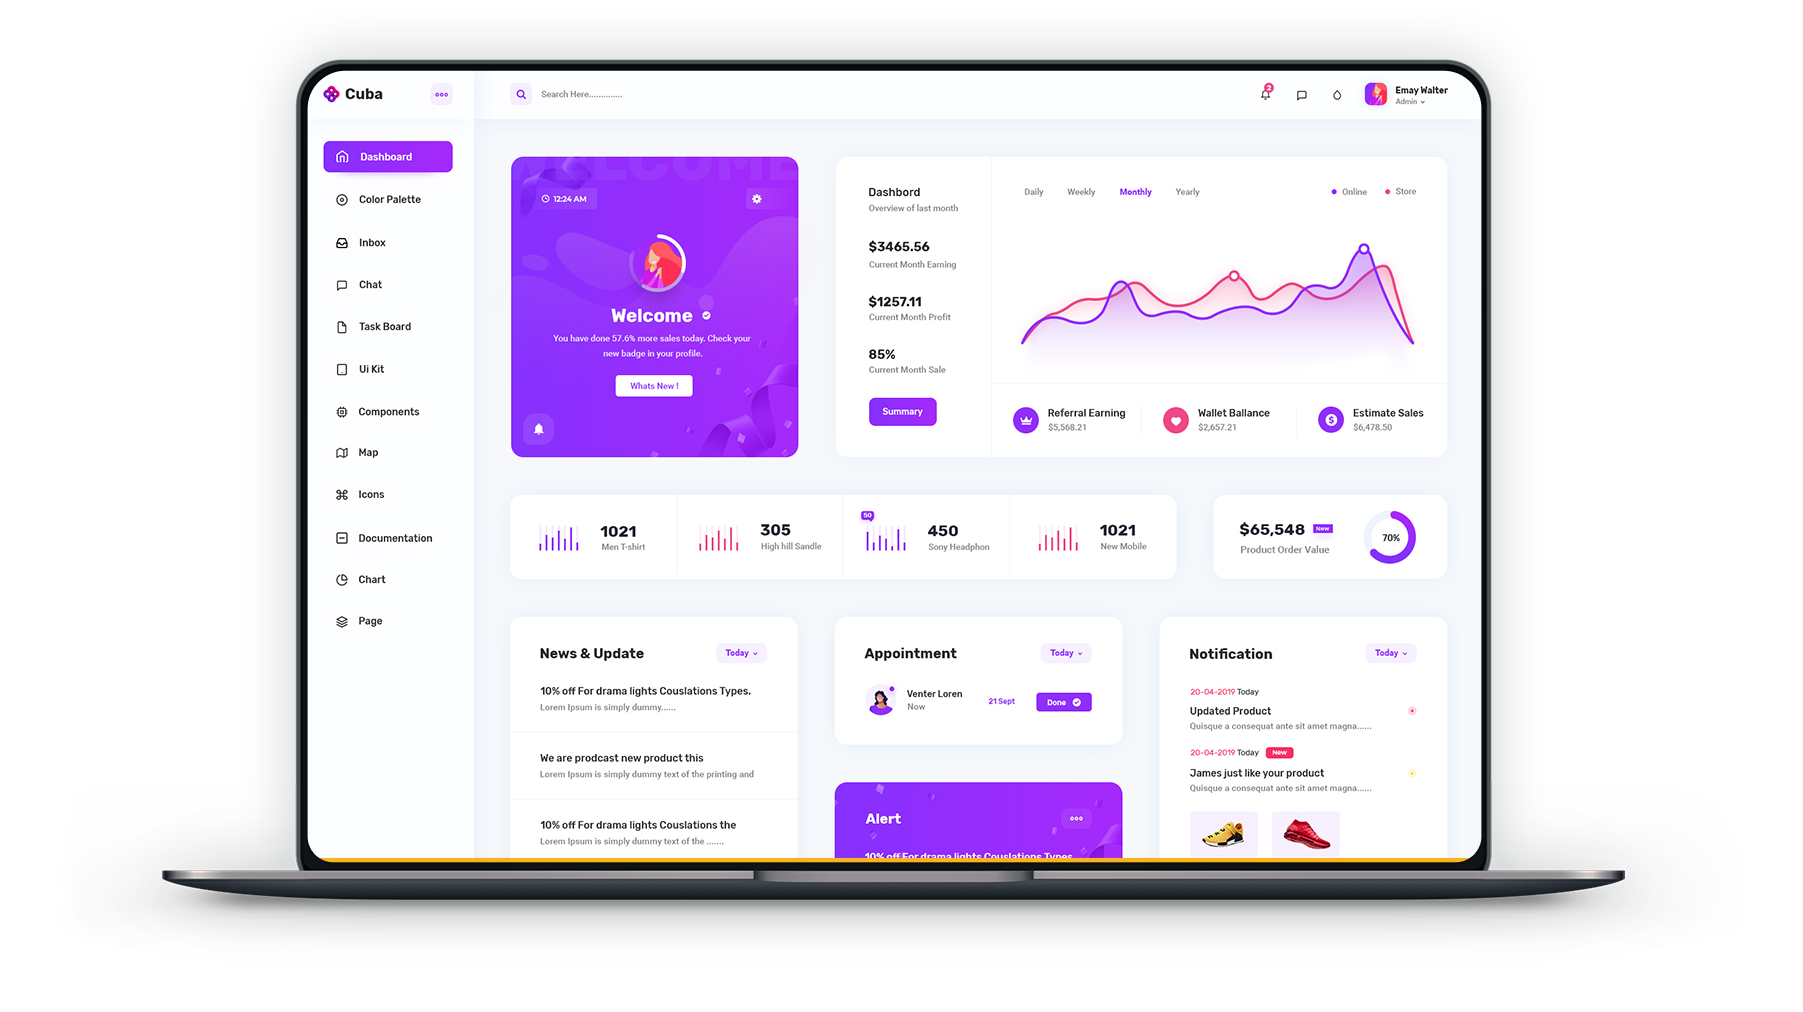 Cuba
Search Here..............
2
Emay Walter
Admin
Dashboard
Color Palette
Inbox
Chat
Task Board
Ui Kit
Components
Map
Icons
Documentation
Chart
Page
WELCOME
12:24 AM
Welcome
You have done 57.6% more sales today. Check your
new badge in your profile.
Whats New !
Dashbord
Overview of last month
$3465.56
Current Month Earning
$1257.11
Current Month Profit
85%
Current Month Sale
Summary
Daily Weekly Monthly Yearly
Online Store
Referral Earning
$5,568.21
Wallet Ballance
$2,657.21
Estimate Sales
$6,478.50
1021
Men T-shirt
305
High hill Sandle
50
450
Sony Headphon
1021
New Mobile
$65,548 New
Product Order Value
70%
News & Update
Today
10% off For drama lights Couslations Types.
Lorem Ipsum is simply dummy......
We are prodcast new product this
Lorem Ipsum is simply dummy text of the printing and
10% off For drama lights Couslations the
Lorem Ipsum is simply dummy text of the .......
Appointment
Today
Venter Loren
Now
21 Sept
Done
Alert
10% off For drama lights Couslations Types
Notification
Today
20-04-2019 Today
Updated Product
Quisque a consequat ante sit amet magna......
20-04-2019 Today New
James just like your product
Quisque a consequat ante sit amet magna......